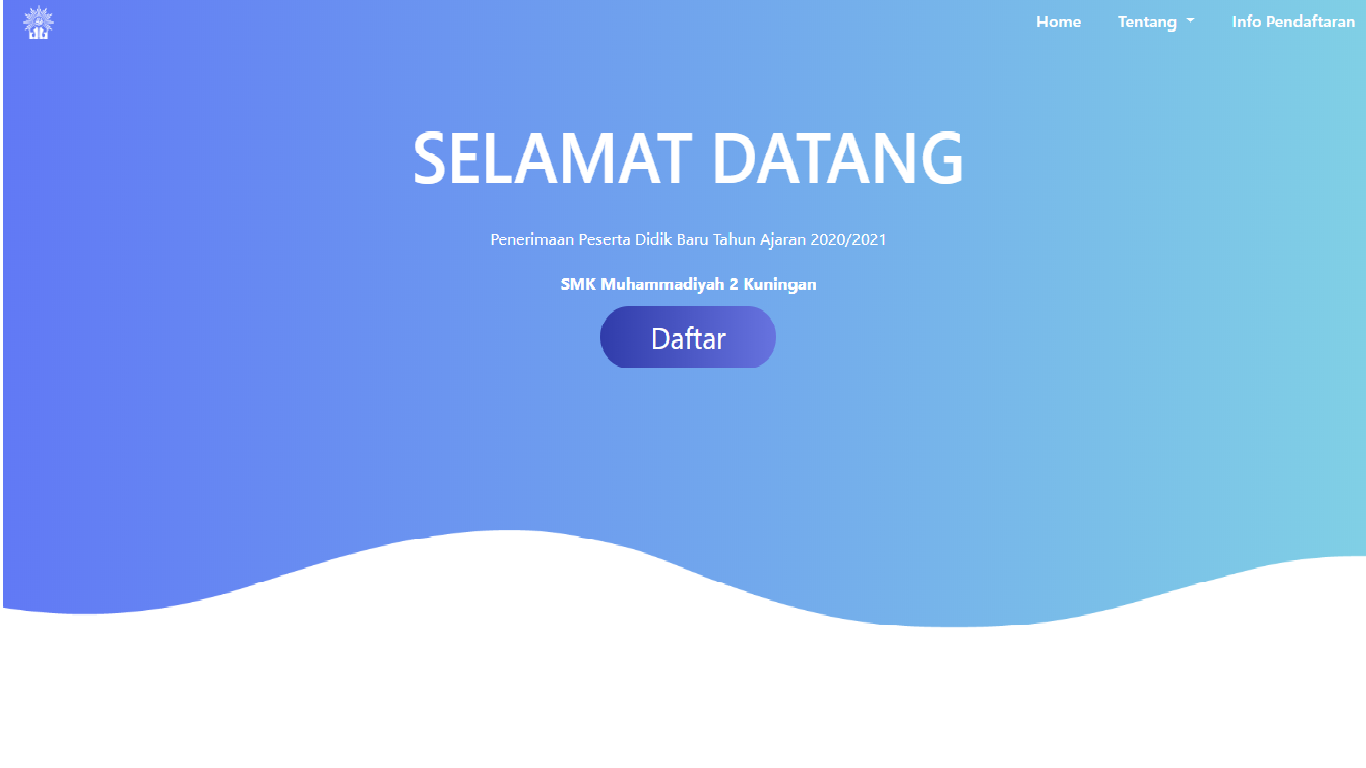 Home Tentang Info Pendaftaran
SELAMAT DATANG
Penerimaan Peserta Didik Baru Tahun Ajaran 2020/2021
SMK Muhammadiyah 2 Kuningan
Daftar